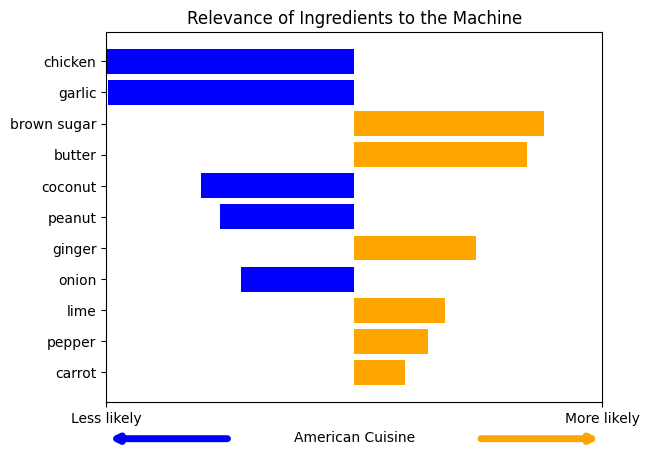 Relevance of Ingredients to the Machine
chicken
garlic
brown sugar
butter
coconut
peanut
ginger
onion
lime
pepper
carrot
Less likely
More likely
American Cuisine